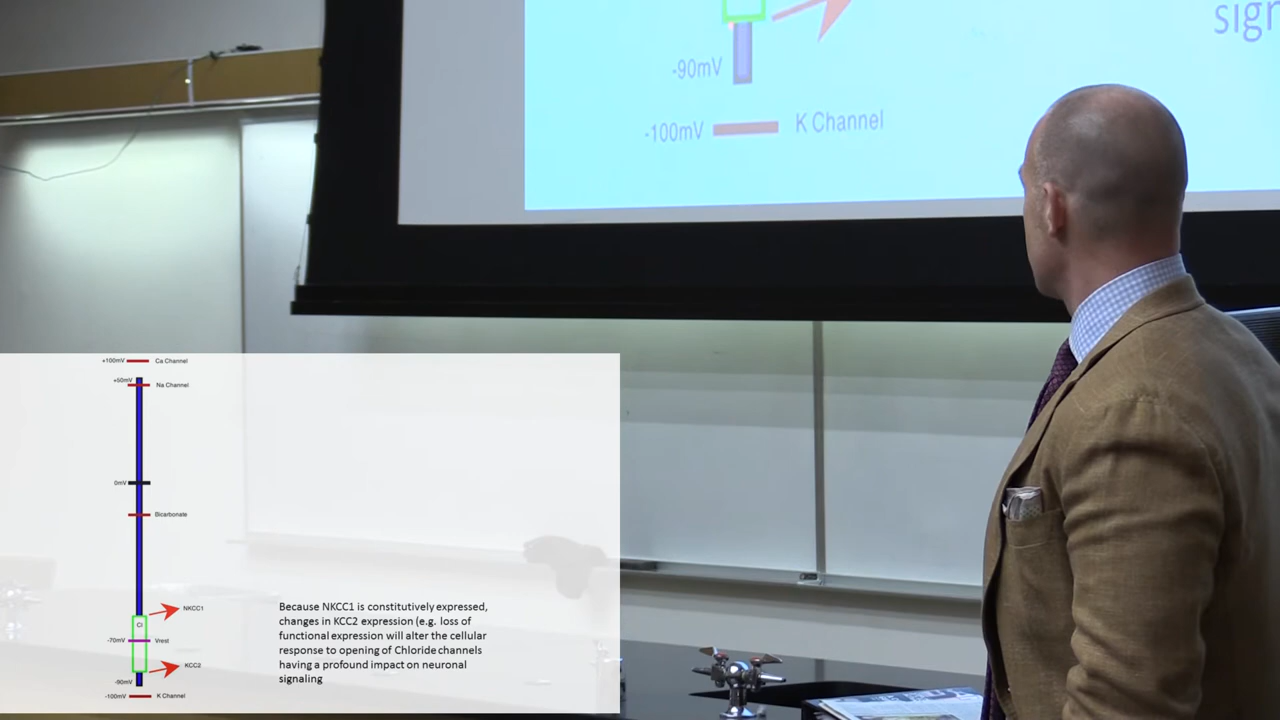 -90mV
-100mV K Channel
+100mV Ca Channel
+50mV Na Channel
0mV
Bicarbonate
NKCC1
Cl
-70mV Vrest
KCC2
-90mV
-100mV K Channel
Because NKCC1 is constitutively expressed,
changes in KCC2 expression (e.g. loss of
functional expression will alter the cellular
response to opening of Chloride channels
having a profound impact on neuronal
signaling